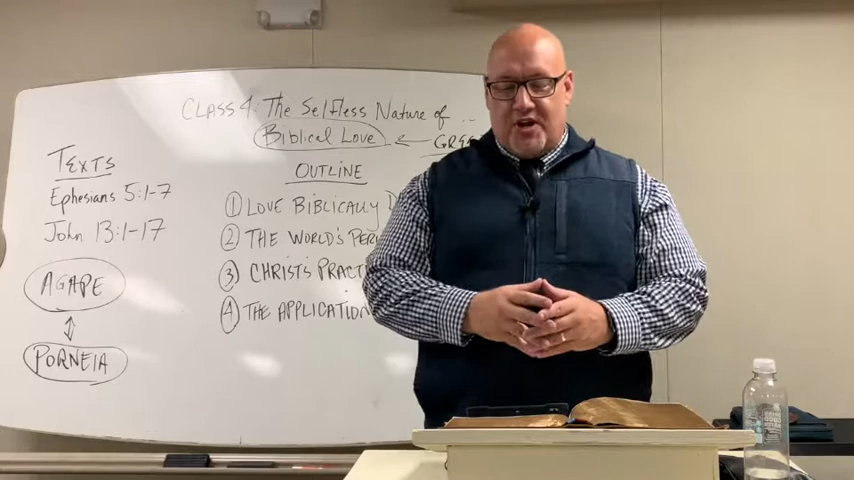 CLASS 4: The Selfless Nature of
Biblical Love
OUTLINE
TEXTS
Ephesians 5:1-7
John 13:1-17
AGAPE
PORNEIA
① LOVE BIBLICALLY
② THE WORLD'S
③ CHRIST'S
④ THE APPLICATION